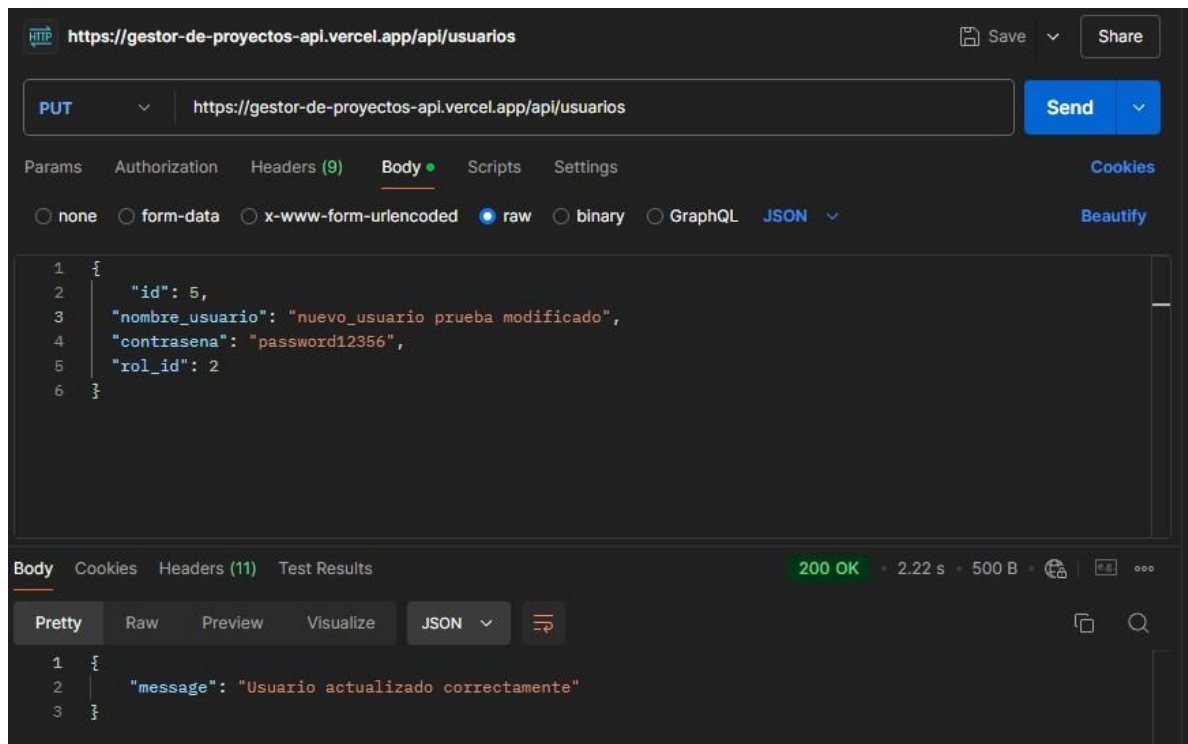 HTTP https://gestor-de-proyectos-api.vercel.app/api/usuarios Save Share
PUT https://gestor-de-proyectos-api.vercel.app/api/usuarios Send
Params Authorization Headers (9) Body Scripts Settings Cookies
none form-data x-www-form-urlencoded raw binary GraphQL JSON Beautify
1 {
2 "id": 5,
3 "nombre_usuario": "nuevo_usuario prueba modificado",
4 "contrasena": "password12356",
5 "rol_id": 2
6 }
Body Cookies Headers (11) Test Results 200 OK 2.22 s 500 B
Pretty Raw Preview Visualize JSON
1 {
2 "message": "Usuario actualizado correctamente"
3 }